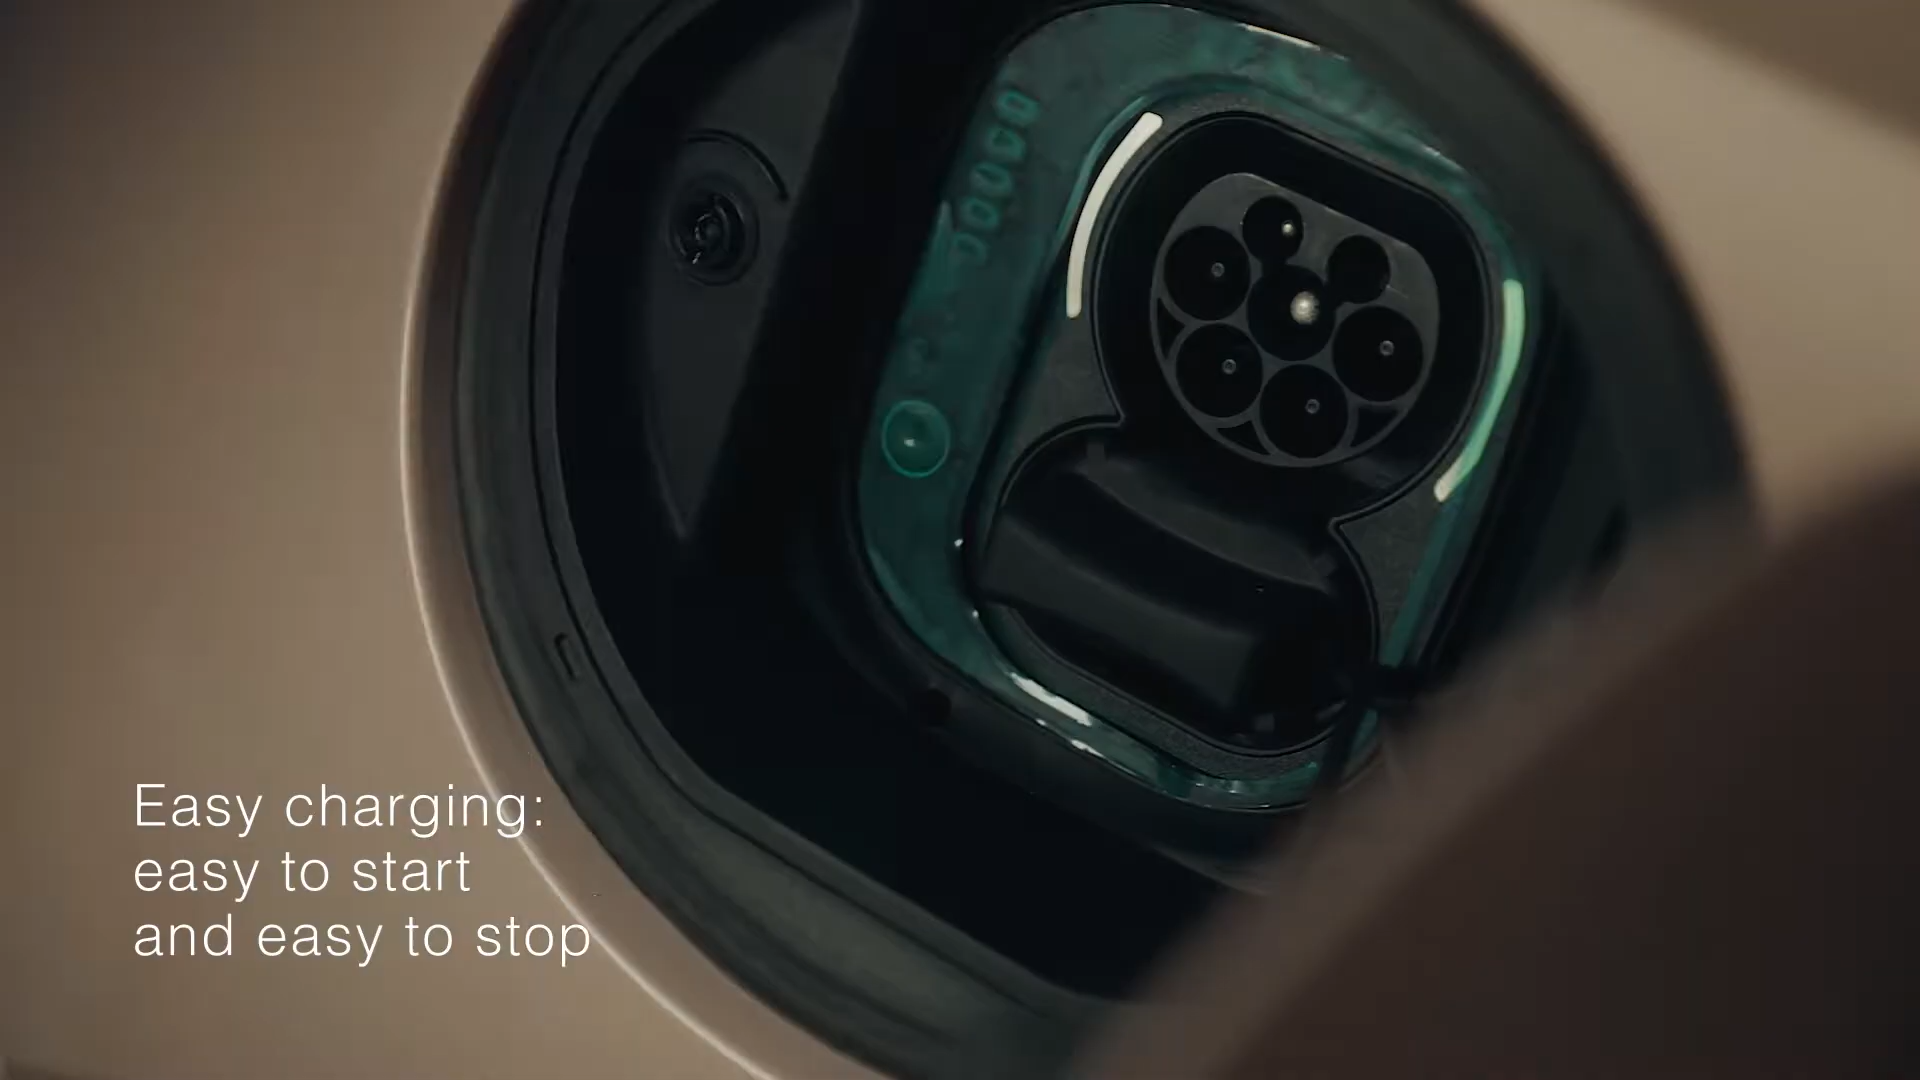 Easy charging:
easy to start
and easy to stop